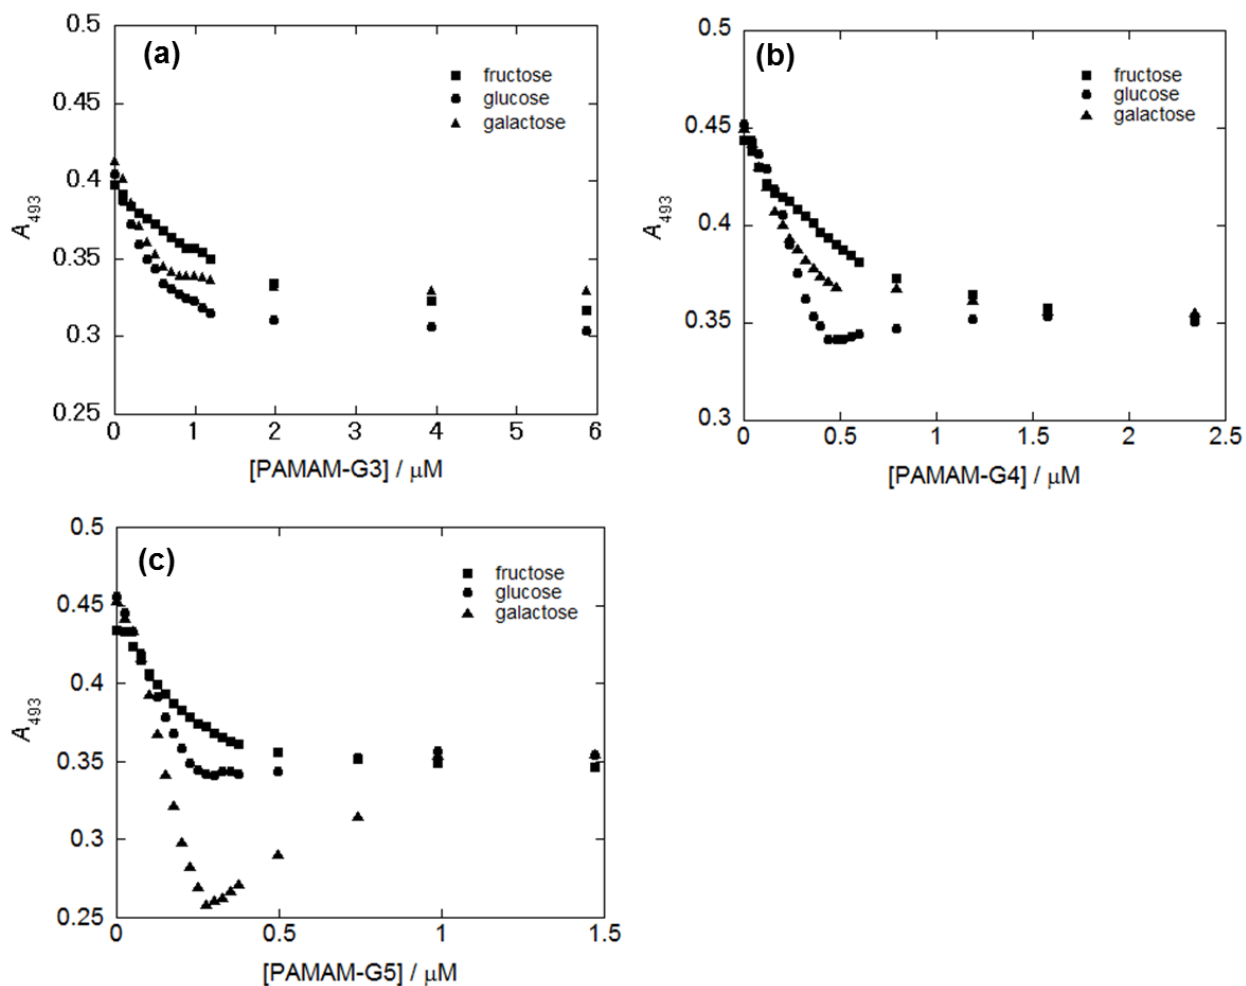 (a)
0.5
0.45
0.4
0.35
0.3
0.25
A493
fructose
glucose
galactose
0 1 2 3 4 5 6
[PAMAM-G3] / μM
(b)
0.5
0.45
0.4
0.35
0.3
A493
fructose
glucose
galactose
0 0.5 1 1.5 2 2.5
[PAMAM-G4] / μM
(c)
0.5
0.45
0.4
0.35
0.3
0.25
A493
fructose
glucose
galactose
0 0.5 1 1.5
[PAMAM-G5] / μM